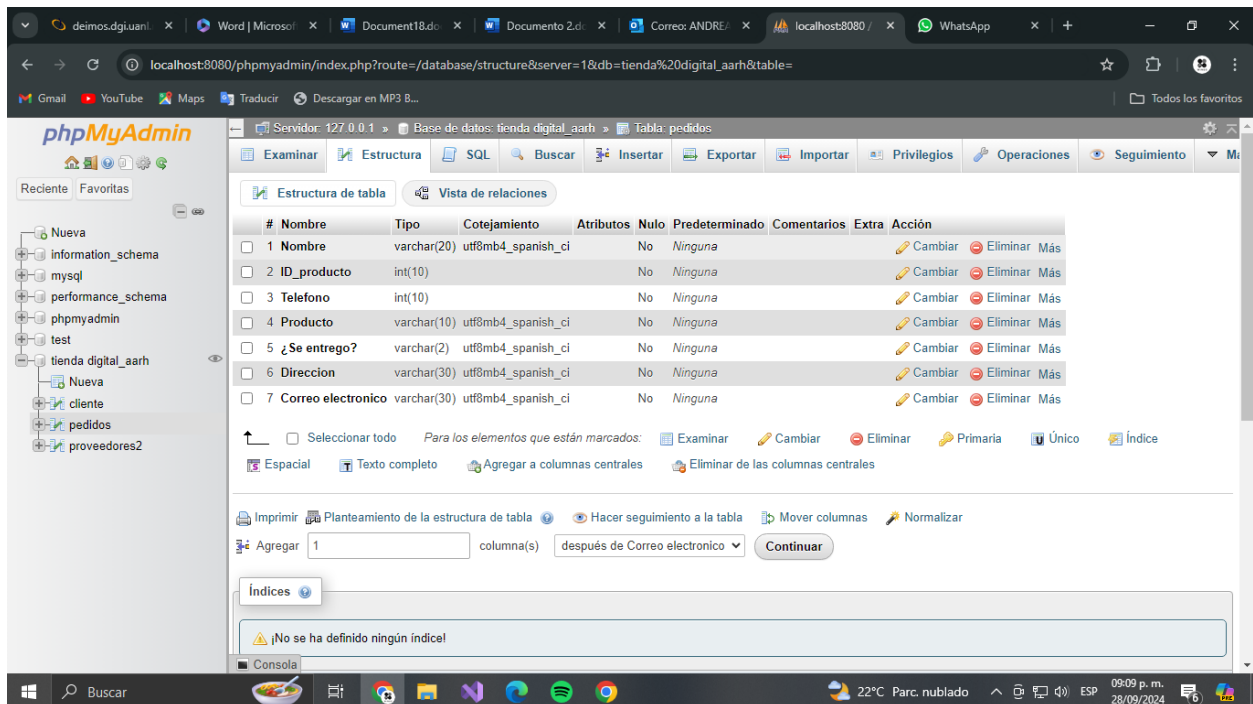 deimos.dgi.uanl
Word | Microsof
Document18.do
Documento 2.dc
Correo: ANDREA
localhost:8080 /
WhatsApp
localhost:8080/phpmyadmin/index.php?route=/database/structure&server=1&db=tienda%20digital_aarh&table=
Gmail YouTube Maps Traducir Descargar en MP3 B...
Todos los favoritos
phpMyAdmin
Reciente Favoritas
Nueva
information_schema
mysql
performance_schema
phpmyadmin
test
tienda digital_aarh
Nueva
cliente
pedidos
proveedores2
Servidor: 127.0.0.1 » Base de datos: tienda digital_aarh » Tabla: pedidos
Examinar Estructura SQL Buscar Insertar Exportar Importar Privilegios Operaciones Seguimiento Má
Estructura de tabla Vista de relaciones
# Nombre Tipo Cotejamiento Atributos Nulo Predeterminado Comentarios Extra Acción
1 Nombre varchar(20) utf8mb4_spanish_ci No Ninguna Cambiar Eliminar Más
2 ID_producto int(10) No Ninguna Cambiar Eliminar Más
3 Telefono int(10) No Ninguna Cambiar Eliminar Más
4 Producto varchar(10) utf8mb4_spanish_ci No Ninguna Cambiar Eliminar Más
5 ¿Se entrego? varchar(2) utf8mb4_spanish_ci No Ninguna Cambiar Eliminar Más
6 Direccion varchar(30) utf8mb4_spanish_ci No Ninguna Cambiar Eliminar Más
7 Correo electronico varchar(30) utf8mb4_spanish_ci No Ninguna Cambiar Eliminar Más
Seleccionar todo Para los elementos que están marcados: Examinar Cambiar Eliminar Primaria Único Índice
Espacial Texto completo Agregar a columnas centrales Eliminar de las columnas centrales
Imprimir Planteamiento de la estructura de tabla Hacer seguimiento a la tabla Mover columnas Normalizar
Agregar 1 columna(s) después de Correo electronico Continuar
Índices
¡No se ha definido ningún índice!
Consola
Buscar
22°C Parc. nublado
ESP
09:09 p. m.
28/09/2024
6
PRE